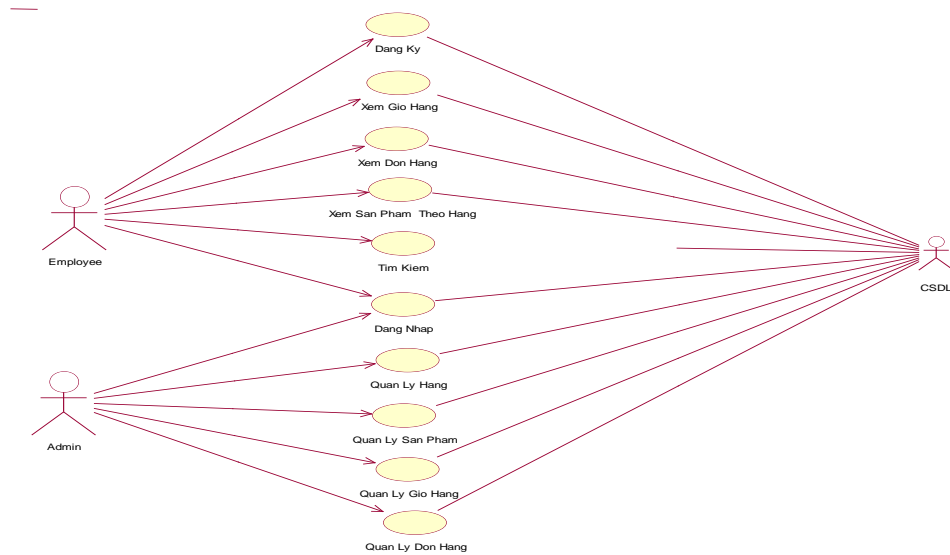 Dang Ky
Xem Gio Hang
Xem Don Hang
Xem San Pham Theo Hang
Employee
Tim Kiem
CSDL
Dang Nhap
Quan Ly Hang
Admin
Quan Ly San Pham
Quan Ly Gio Hang
Quan Ly Don Hang